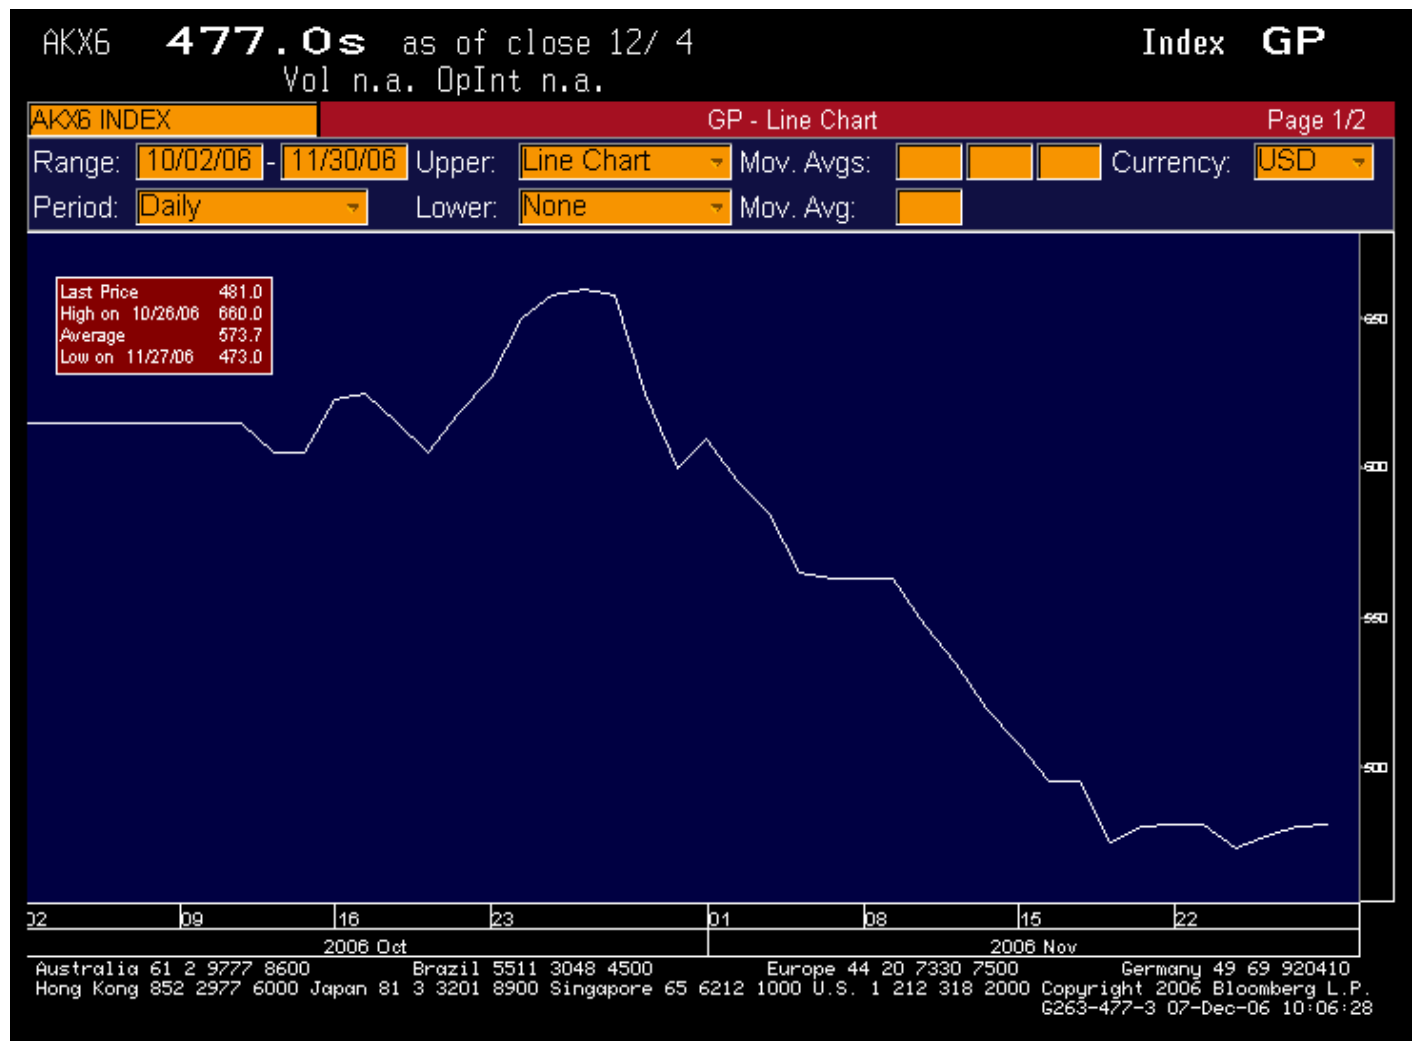 AKX6 477.0s as of close 12/ 4 Index GP
Vol n.a. OpInt n.a.
AKX6 INDEX GP - Line Chart Page 1/2
Range: 10/02/06 - 11/30/06 Upper: Line Chart Mov. Avgs: Currency: USD
Period: Daily Lower: None Mov. Avg:
Last Price 481.0
High on 10/26/06 660.0
Average 573.7
Low on 11/27/06 473.0
650
600
550
500
02 09 16 23 01 08 15 22
2006 Oct 2006 Nov
Australia 61 2 9777 8600 Brazil 5511 3048 4500 Europe 44 20 7330 7500 Germany 49 69 920410
Hong Kong 852 2977 6000 Japan 81 3 3201 8900 Singapore 65 6212 1000 U.S. 1 212 318 2000 Copyright 2006 Bloomberg L.P.
G263-477-3 07-Dec-06 10:06:28